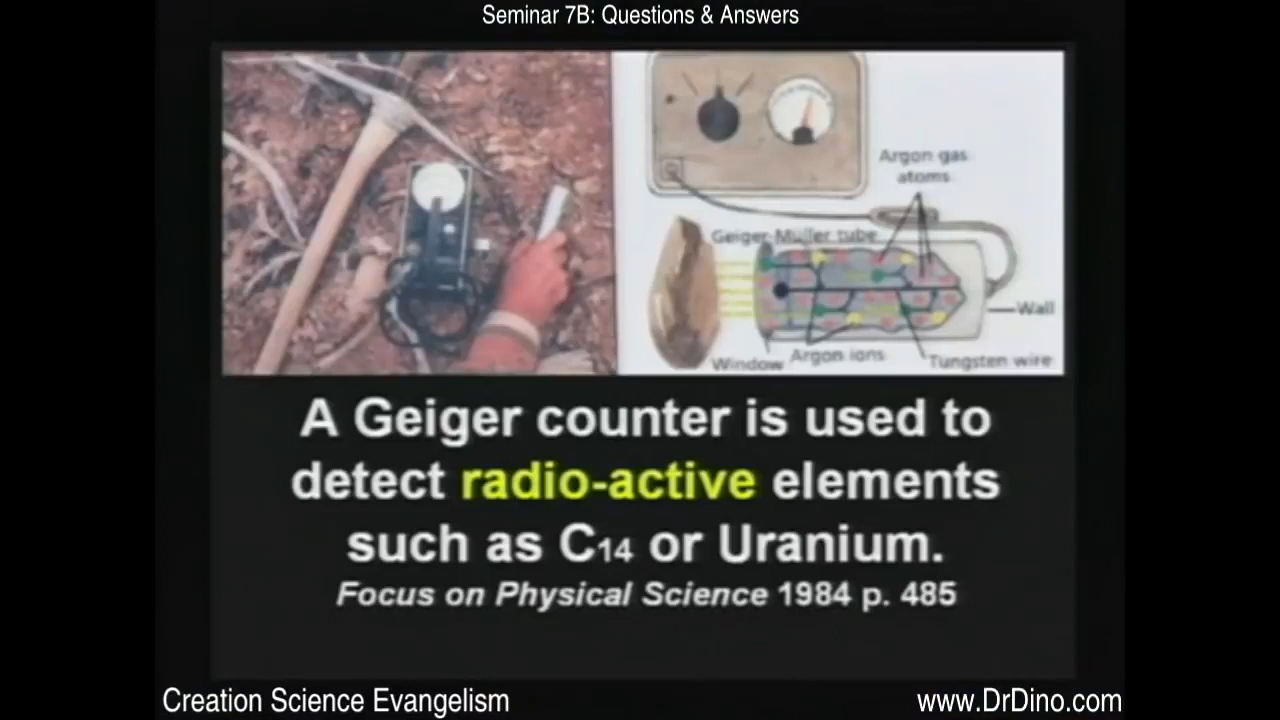 Seminar 7B: Questions & Answers
Argon gas
atoms
Geiger-Müller tube
Wall
Window
Argon ions
Tungsten wire
A Geiger counter is used to
detect radio-active elements
such as C14 or Uranium.
Focus on Physical Science 1984 p. 485
Creation Science Evangelism
www.DrDino.com